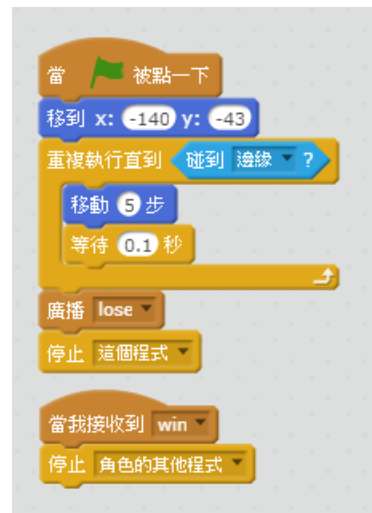 當 被點一下
移到 x: -140 y: -43
重複執行直到 碰到 邊緣 ?
移動 5 步
等待 0.1 秒
廣播 lose
停止 這個程式
當我接收到 win
停止 角色的其他程式